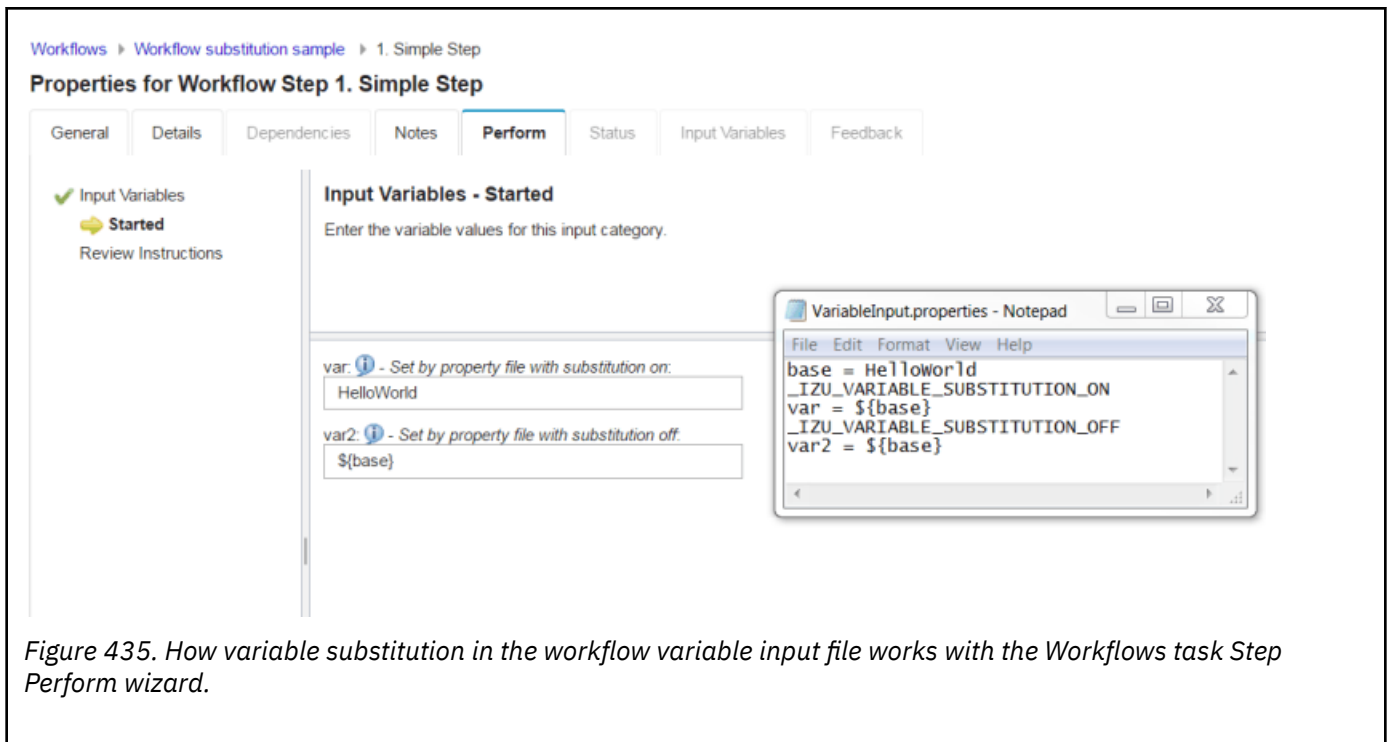 Workflows Workflow substitution sample 1. Simple Step
Properties for Workflow Step 1. Simple Step
General Details Dependencies Notes Perform Status Input Variables Feedback
Input Variables
Started
Review Instructions
Input Variables - Started
Enter the variable values for this input category.
var: - Set by property file with substitution on:
HelloWorld
var2: - Set by property file with substitution off:
${base}
VariableInput.properties - Notepad
File Edit Format View Help
base = HelloWorld
_IZU_VARIABLE_SUBSTITUTION_ON
var = ${base}
_IZU_VARIABLE_SUBSTITUTION_OFF
var2 = ${base}
Figure 435. How variable substitution in the workflow variable input file works with the Workflows task Step
Perform wizard.